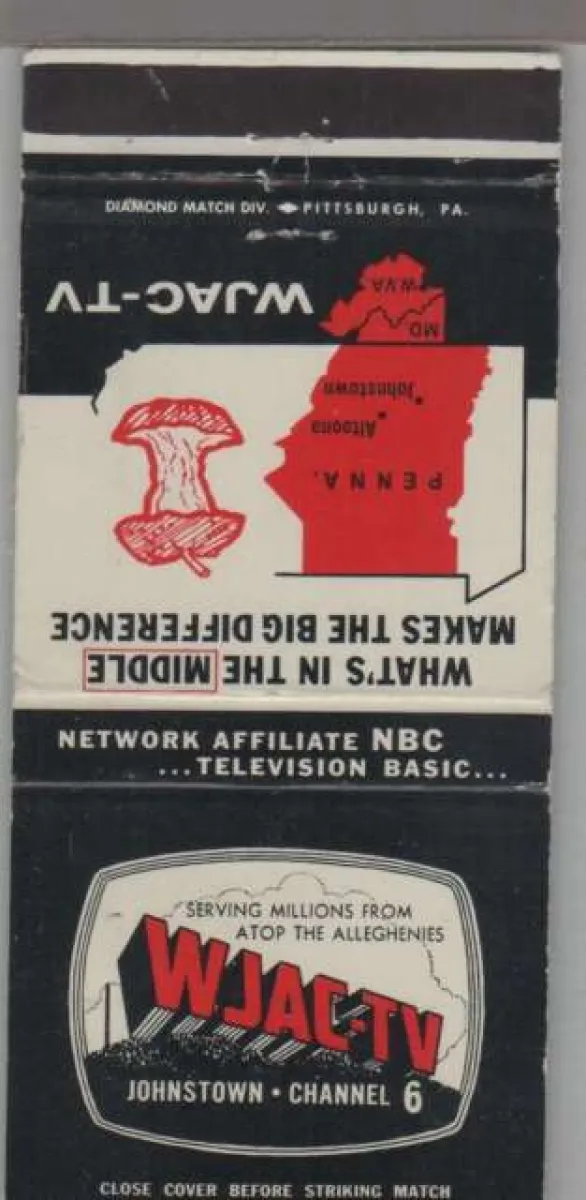 DIAMOND MATCH DIV. PITTSBURGH, PA.
WHAT'S IN THE MIDDLE
MAKES THE BIG DIFFERENCE
PENNA.
Altoona
Johnstown
MD.
W.VA.
WJAC-TV
NETWORK AFFILIATE NBC
...TELEVISION BASIC...
SERVING MILLIONS FROM
ATOP THE ALLEGHENIES
WJAC-TV
JOHNSTOWN • CHANNEL 6
CLOSE COVER BEFORE STRIKING MATCH